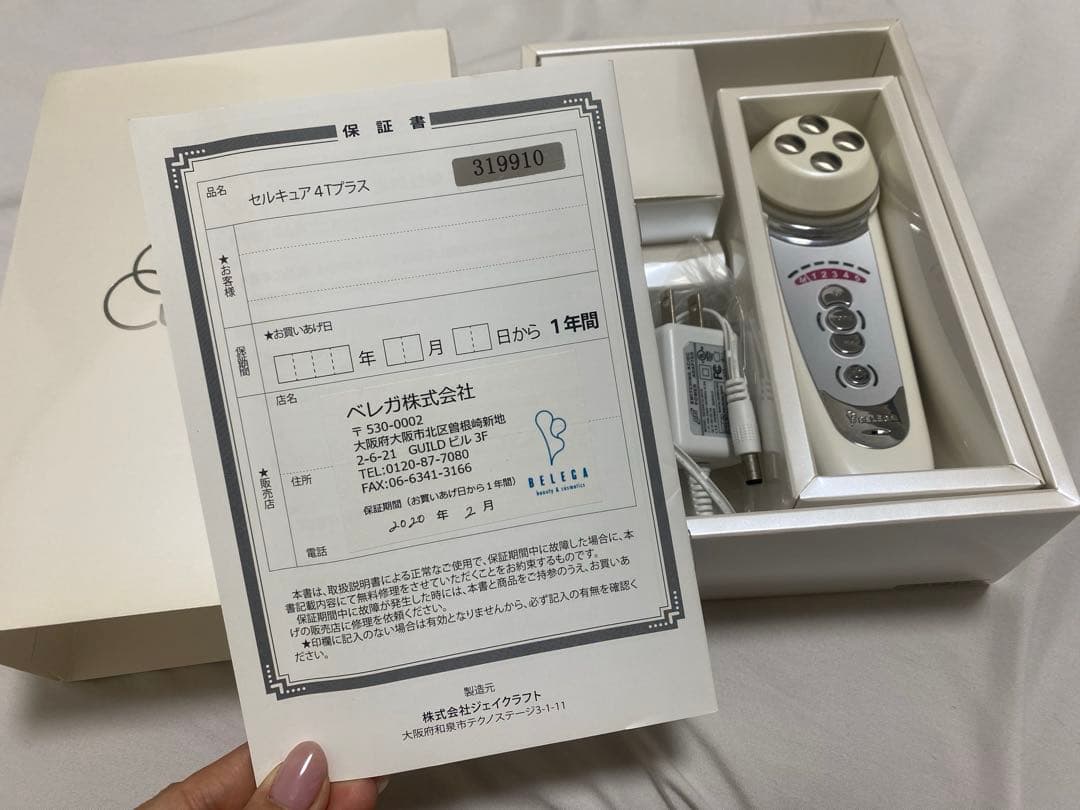 保証書
品名
セルキュア4Tプラス
319910
★お客様
保証期間
★お買いあげ日
年 月 日から 1年間
★販売店
店名
ベレガ株式会社
〒530-0002
大阪府大阪市北区曽根崎新地
2-6-21 GUILDビル3F
TEL:0120-87-7080
FAX:06-6341-3166
保証期間(お買いあげ日から1年間)
2020 年 2 月
住所
電話
BELEGA
beauty & cosmetics
本書は、取扱説明書による正常なご使用で、保証期間中に故障した場合に、本
書記載内容にて無料修理をさせていただくことをお約束するものです。
保証期間中に故障が発生した時には、本書と商品をご持参のうえ、お買いあ
げの販売店に修理を依頼ください。
★印欄に記入のない場合は有効となりませんから、必ず記入の有無を確認く
ださい。
製造元
株式会社ジェイクラフト
大阪府和泉市テクノステージ3-1-11
M 1 2 3 4 5
BELEGA